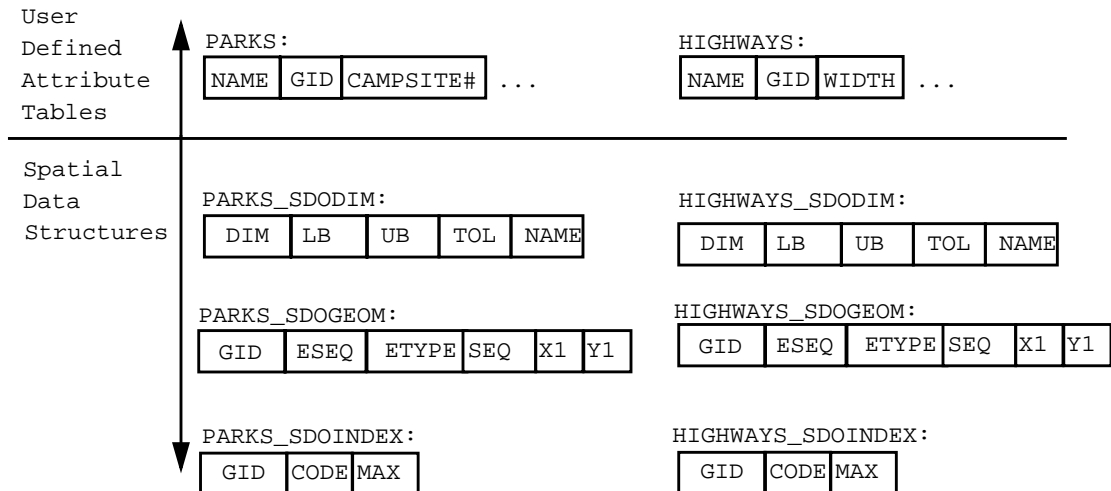 User
Defined
Attribute
Tables
PARKS:
NAME GID CAMPSITE# ...
HIGHWAYS:
NAME GID WIDTH ...
Spatial
Data
Structures
PARKS_SDODIM:
DIM LB UB TOL NAME
HIGHWAYS_SDODIM:
DIM LB UB TOL NAME
PARKS_SDOGEOM:
GID ESEQ ETYPE SEQ X1 Y1
HIGHWAYS_SDOGEOM:
GID ESEQ ETYPE SEQ X1 Y1
PARKS_SDOINDEX:
GID CODE MAX
HIGHWAYS_SDOINDEX:
GID CODE MAX